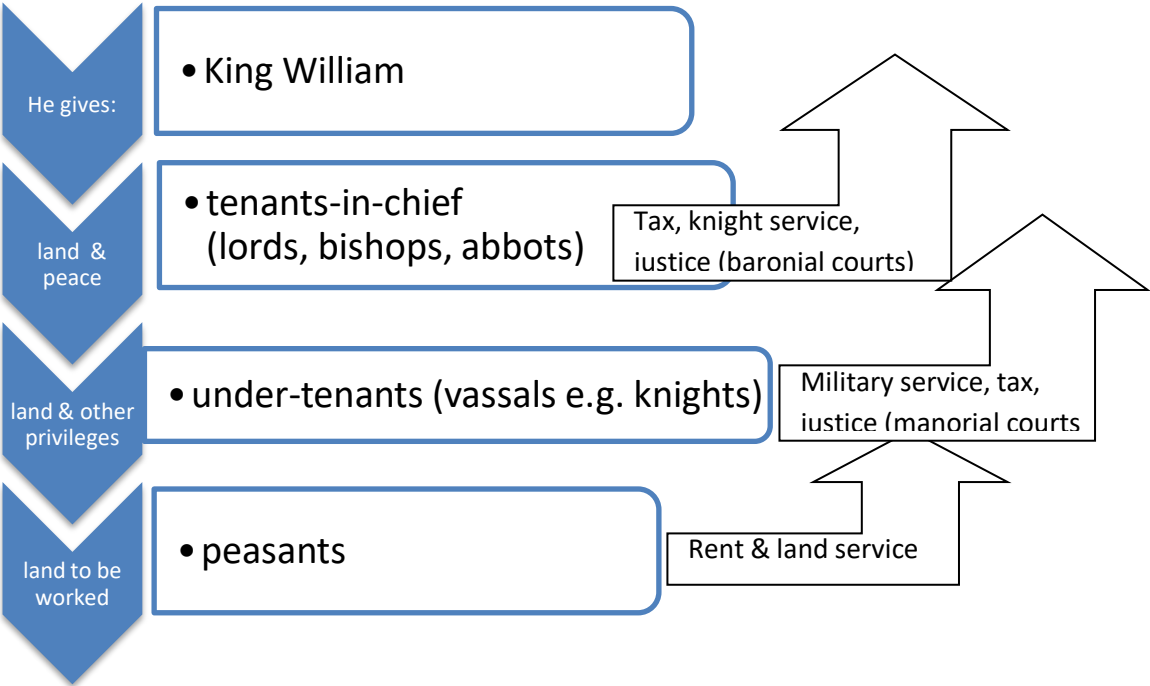 He gives:
• King William
land &
peace
• tenants-in-chief
(lords, bishops, abbots)
Tax, knight service,
justice (baronial courts)
land & other
privileges
• under-tenants (vassals e.g. knights)
Military service, tax,
justice (manorial courts
land to be
worked
• peasants
Rent & land service